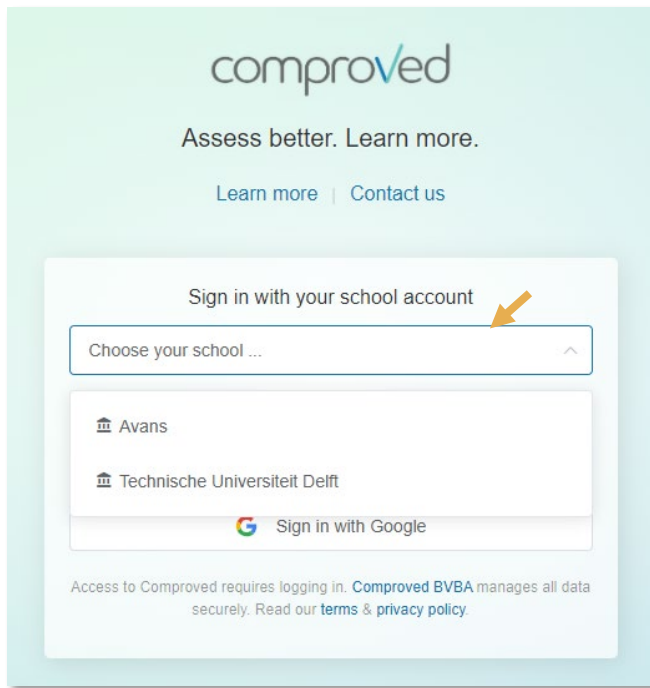 comproved
Assess better. Learn more.
Learn more | Contact us
Sign in with your school account
Choose your school ...
Avans
Technische Universiteit Delft
Sign in with Google
Access to Comproved requires logging in. Comproved BVBA manages all data
securely. Read our terms & privacy policy.